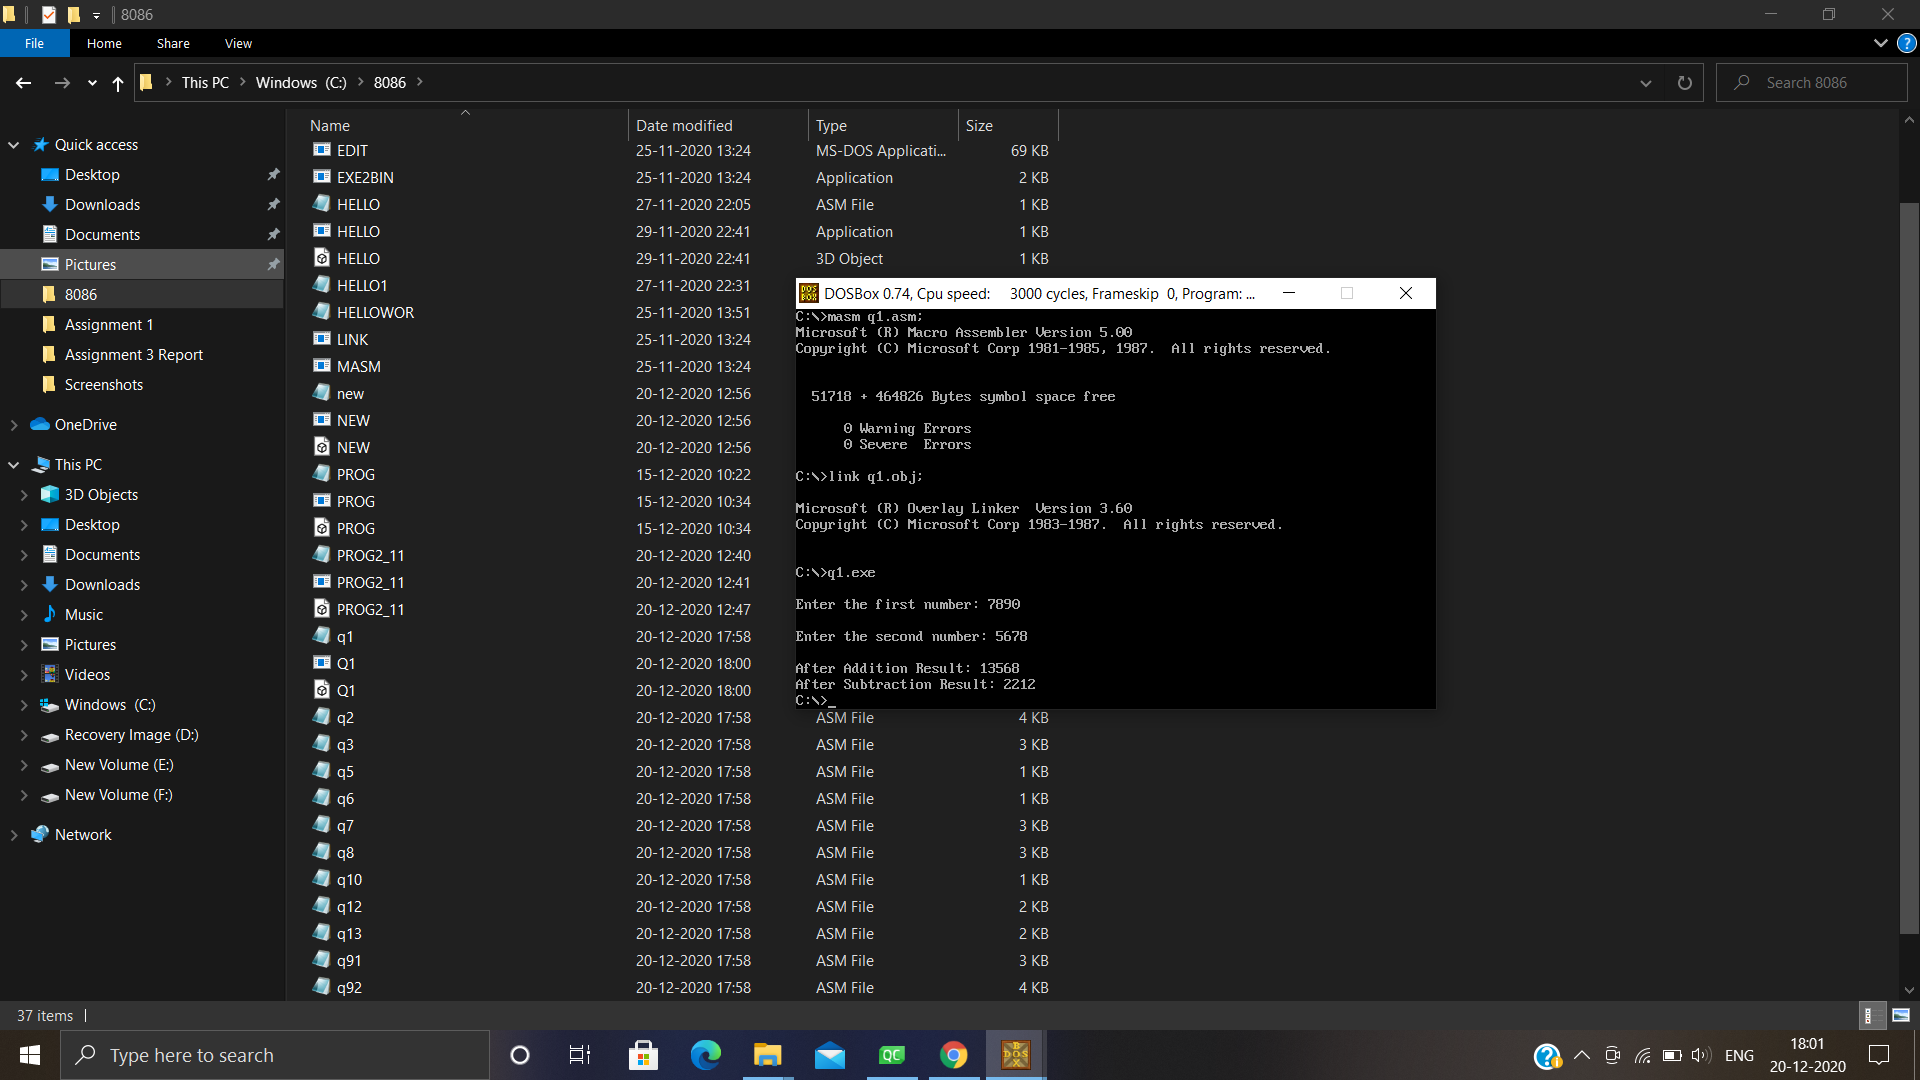 8086
File Home Share View
This PC Windows (C:) 8086
Search 8086
Quick access
Desktop
Downloads
Documents
Pictures
8086
Assignment 1
Assignment 3 Report
Screenshots
OneDrive
This PC
3D Objects
Desktop
Documents
Downloads
Music
Pictures
Videos
Windows (C:)
Recovery Image (D:)
New Volume (E:)
New Volume (F:)
Network
Name Date modified Type Size
EDIT 25-11-2020 13:24 MS-DOS Applicati... 69 KB
EXE2BIN 25-11-2020 13:24 Application 2 KB
HELLO 27-11-2020 22:05 ASM File 1 KB
HELLO 29-11-2020 22:41 Application 1 KB
HELLO 29-11-2020 22:41 3D Object 1 KB
HELLO1 27-11-2020 22:31
HELLOWOR 25-11-2020 13:51
LINK 25-11-2020 13:24
MASM 25-11-2020 13:24
new 20-12-2020 12:56
NEW 20-12-2020 12:56
NEW 20-12-2020 12:56
PROG 15-12-2020 10:22
PROG 15-12-2020 10:34
PROG 15-12-2020 10:34
PROG2_11 20-12-2020 12:40
PROG2_11 20-12-2020 12:41
PROG2_11 20-12-2020 12:47
q1 20-12-2020 17:58
Q1 20-12-2020 18:00
Q1 20-12-2020 18:00
q2 20-12-2020 17:58 ASM File 4 KB
q3 20-12-2020 17:58 ASM File 3 KB
q5 20-12-2020 17:58 ASM File 1 KB
q6 20-12-2020 17:58 ASM File 1 KB
q7 20-12-2020 17:58 ASM File 3 KB
q8 20-12-2020 17:58 ASM File 3 KB
q10 20-12-2020 17:58 ASM File 1 KB
q12 20-12-2020 17:58 ASM File 2 KB
q13 20-12-2020 17:58 ASM File 2 KB
q91 20-12-2020 17:58 ASM File 3 KB
q92 20-12-2020 17:58 ASM File 4 KB
DOSBox 0.74, Cpu speed: 3000 cycles, Frameskip 0, Program: ...
C:\>masm q1.asm;
Microsoft (R) Macro Assembler Version 5.00
Copyright (C) Microsoft Corp 1981-1985, 1987. All rights reserved.
51718 + 464826 Bytes symbol space free
0 Warning Errors
0 Severe Errors
C:\>link q1.obj;
Microsoft (R) Overlay Linker Version 3.60
Copyright (C) Microsoft Corp 1983-1987. All rights reserved.
C:\>q1.exe
Enter the first number: 7890
Enter the second number: 5678
After Addition Result: 13568
After Subtraction Result: 2212
C:\>_
37 items
Type here to search
QC
DOS BOX
ENG
18:01
20-12-2020